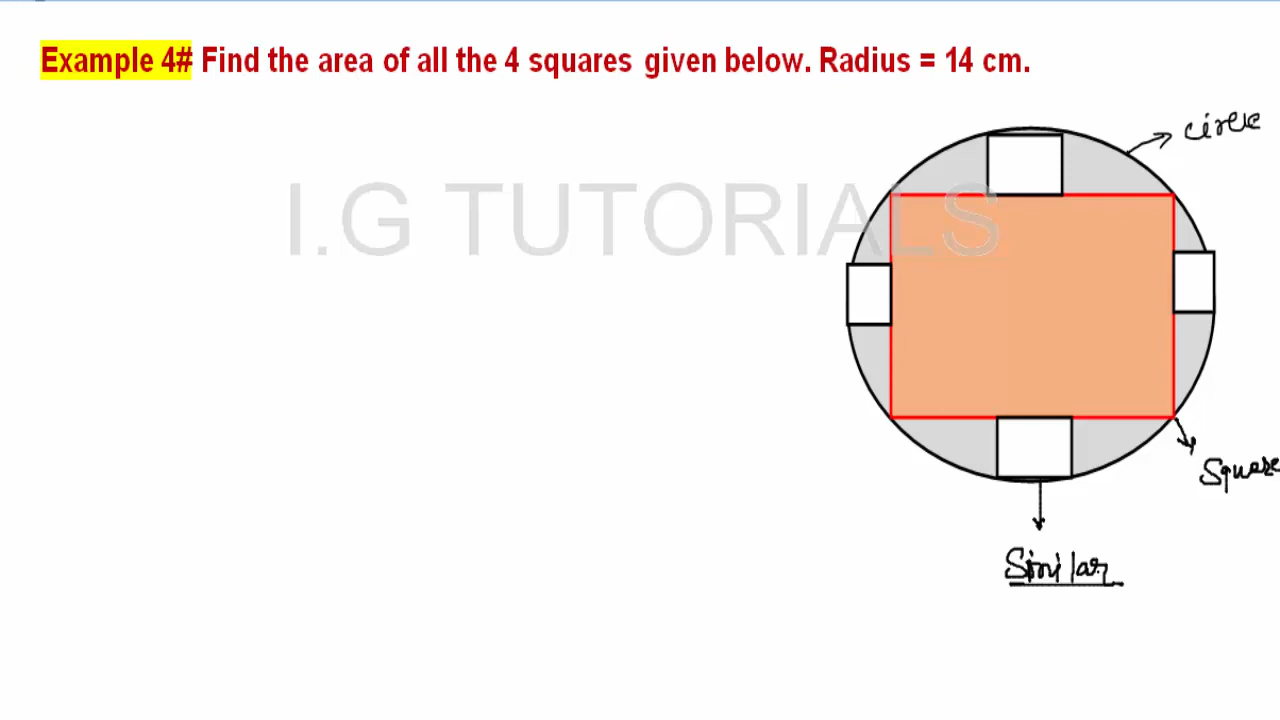 Example 4# Find the area of all the 4 squares given below. Radius = 14 cm.
circle
I.G TUTORIALS
Square
Similar